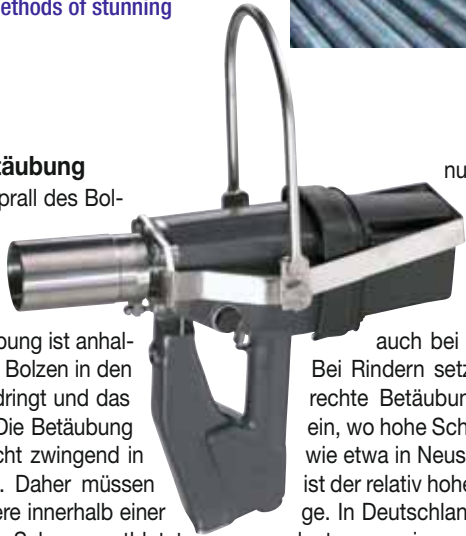 ethods of stunning
täubung
prall des Bol-
bung ist anhal-
Bolzen in den
dringt und das
Die Betäubung
cht zwingend in
. Daher müssen
ere innerhalb einer
nu
auch bei
Bei Rindern setz
rechte Betäubun
ein, wo hohe Sch
wie etwa in Neus
ist der relativ hohe
ge. In Deutschlan